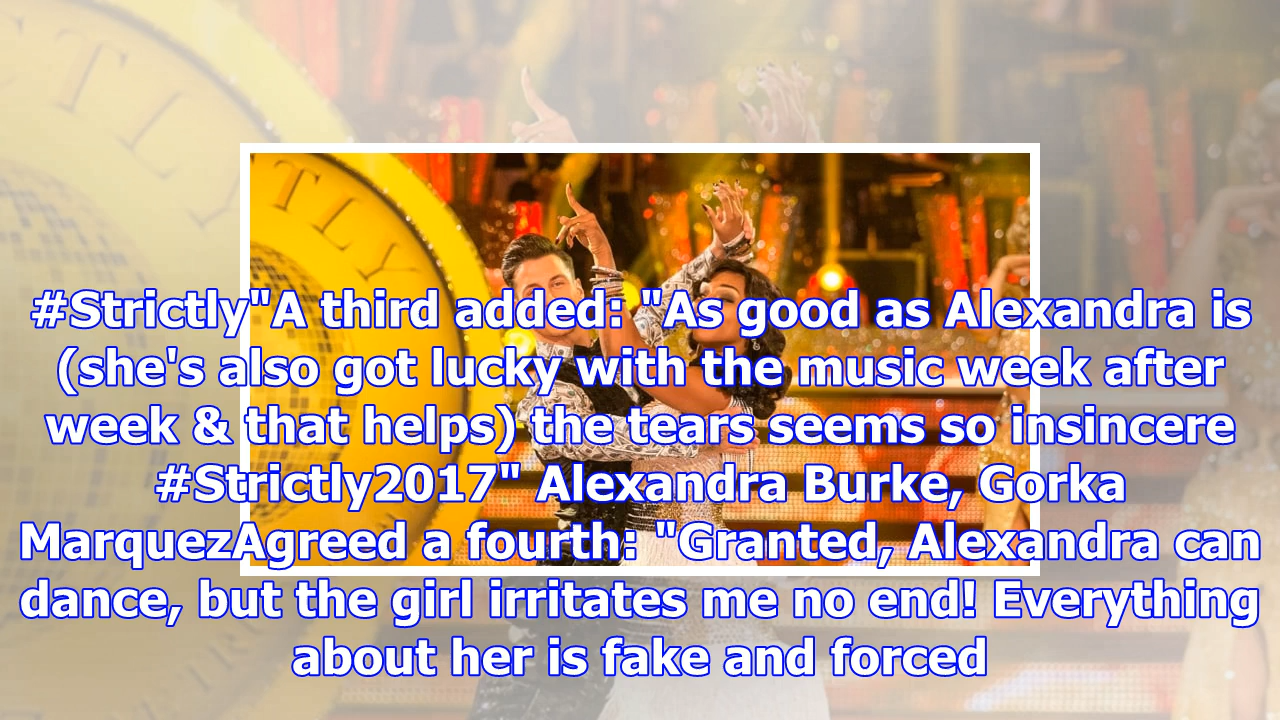 STRICTLY
#Strictly"A third added: "As good as Alexandra is
(she's also got lucky with the music week after
week & that helps) the tears seems so insincere
#Strictly2017" Alexandra Burke, Gorka
MarquezAgreed a fourth: "Granted, Alexandra can
dance, but the girl irritates me no end! Everything
about her is fake and forced